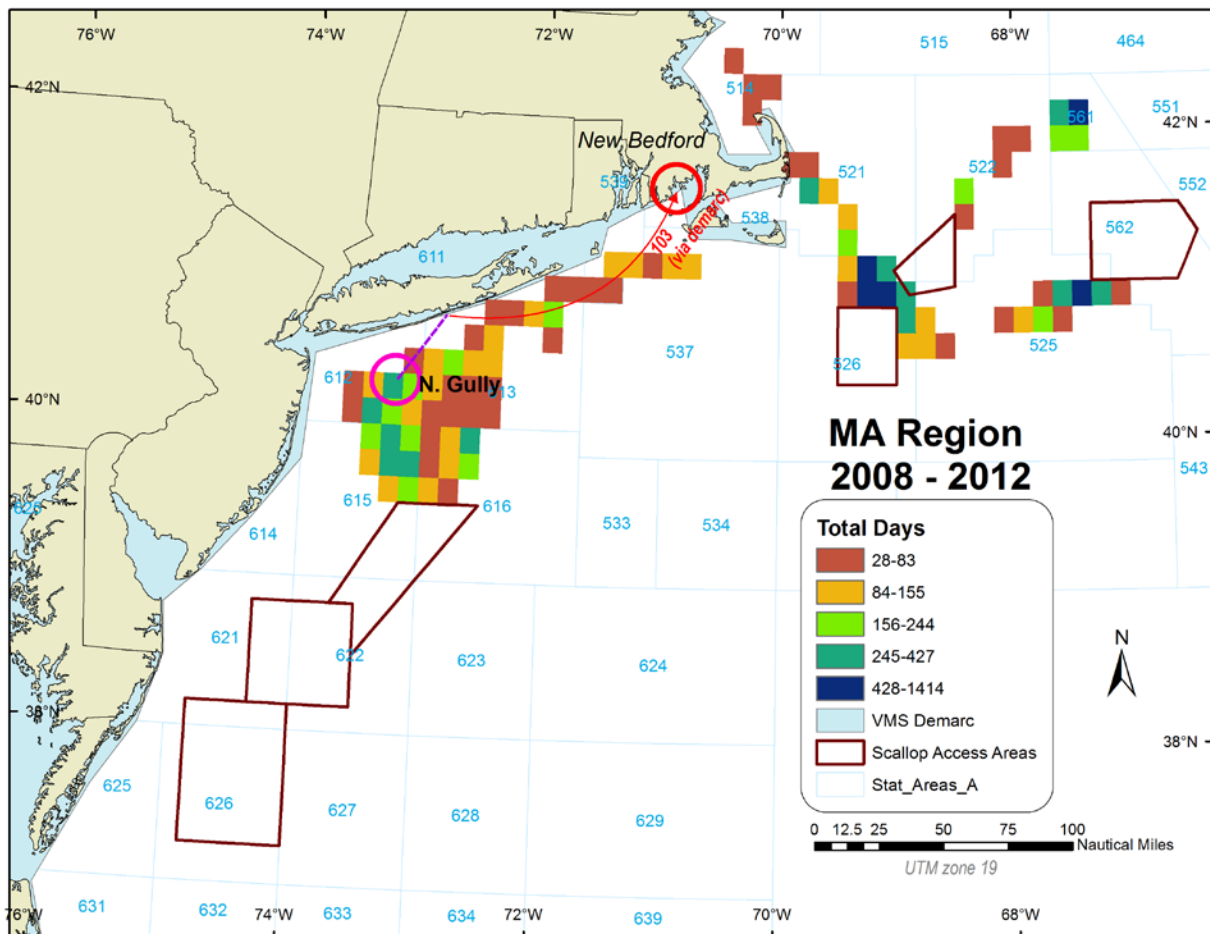 76°W
74°W
72°W
70°W
68°W
515
464
42°N
514
551
42°N
561
New Bedford
521
522
539
552
538
562
103
(via demarc)
611
537
612
N. Gully
526
525
40°N
513
40°N
MA Region
2008 - 2012
543
615
616
533
534
614
Total Days
28-83
84-155
156-244
245-427
428-1414
VMS Demarc
Scallop Access Areas
Stat_Areas_A
621
622
623
624
N
38°N
38°N
625
626
627
628
629
0 12.5 25 50 75 100
Nautical Miles
UTM zone 19
631
632
633
634
639
76°W
74°W
72°W
70°W
68°W